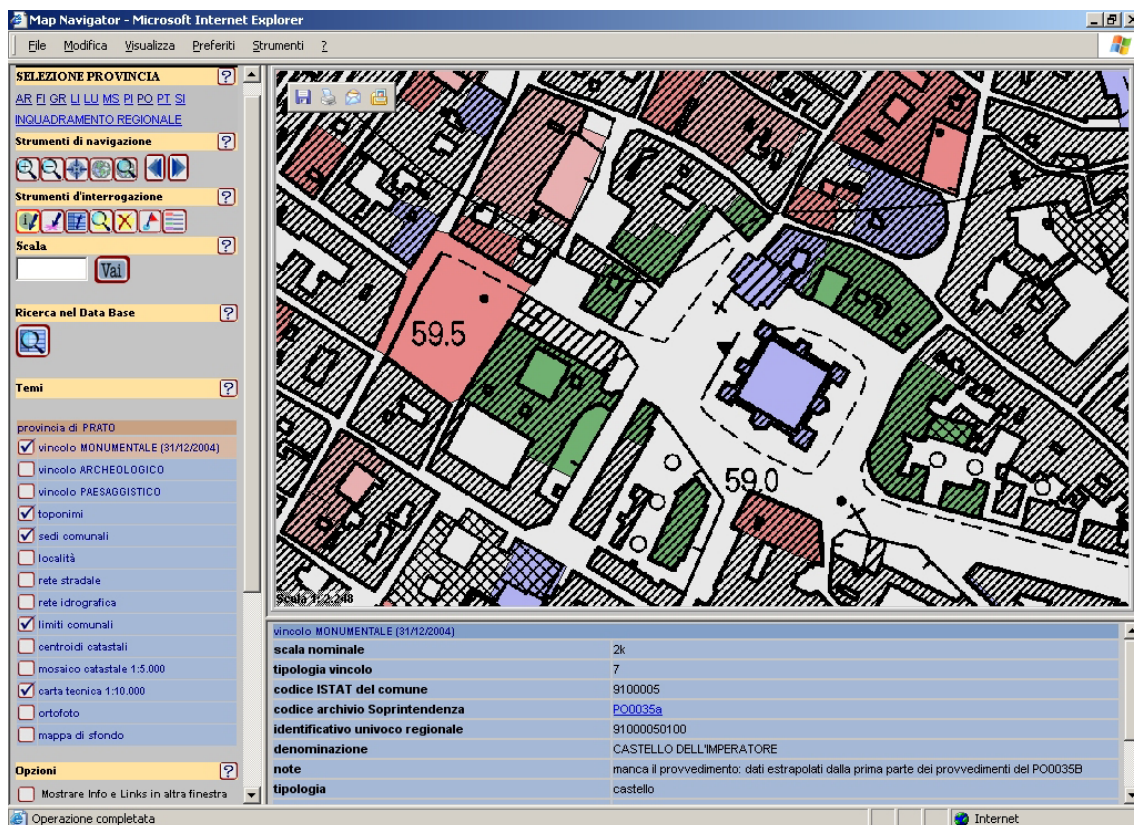 Map Navigator - Microsoft Internet Explorer
File Modifica Visualizza Preferiti Strumenti ?
SELEZIONE PROVINCIA ?
AR FI GR LI LU MS PI PO PT SI
INQUADRAMENTO REGIONALE
Strumenti di navigazione ?
Strumenti d'interrogazione ?
Scala ?
Vai
Ricerca nel Data Base ?
Temi ?
provincia di PRATO
vincolo MONUMENTALE (31/12/2004)
vincolo ARCHEOLOGICO
vincolo PAESAGGISTICO
toponimi
sedi comunali
località
rete stradale
rete idrografica
limiti comunali
centroidi catastali
mosaico catastale 1:5.000
carta tecnica 1:10.000
ortofoto
mappa di sfondo
Opzioni ?
Mostrare Info e Links in altra finestra
59.5
59.0
Scala 1: 2.248
vincolo MONUMENTALE (31/12/2004)
scala nominale 2k
tipologia vincolo 7
codice ISTAT del comune 9100005
codice archivio Soprintendenza PO0035a
identificativo univoco regionale 91000050100
denominazione CASTELLO DELL'IMPERATORE
note manca il provvedimento: dati estrapolati dalla prima parte dei provvedimenti del PO0035B
tipologia castello
Operazione completata
Internet